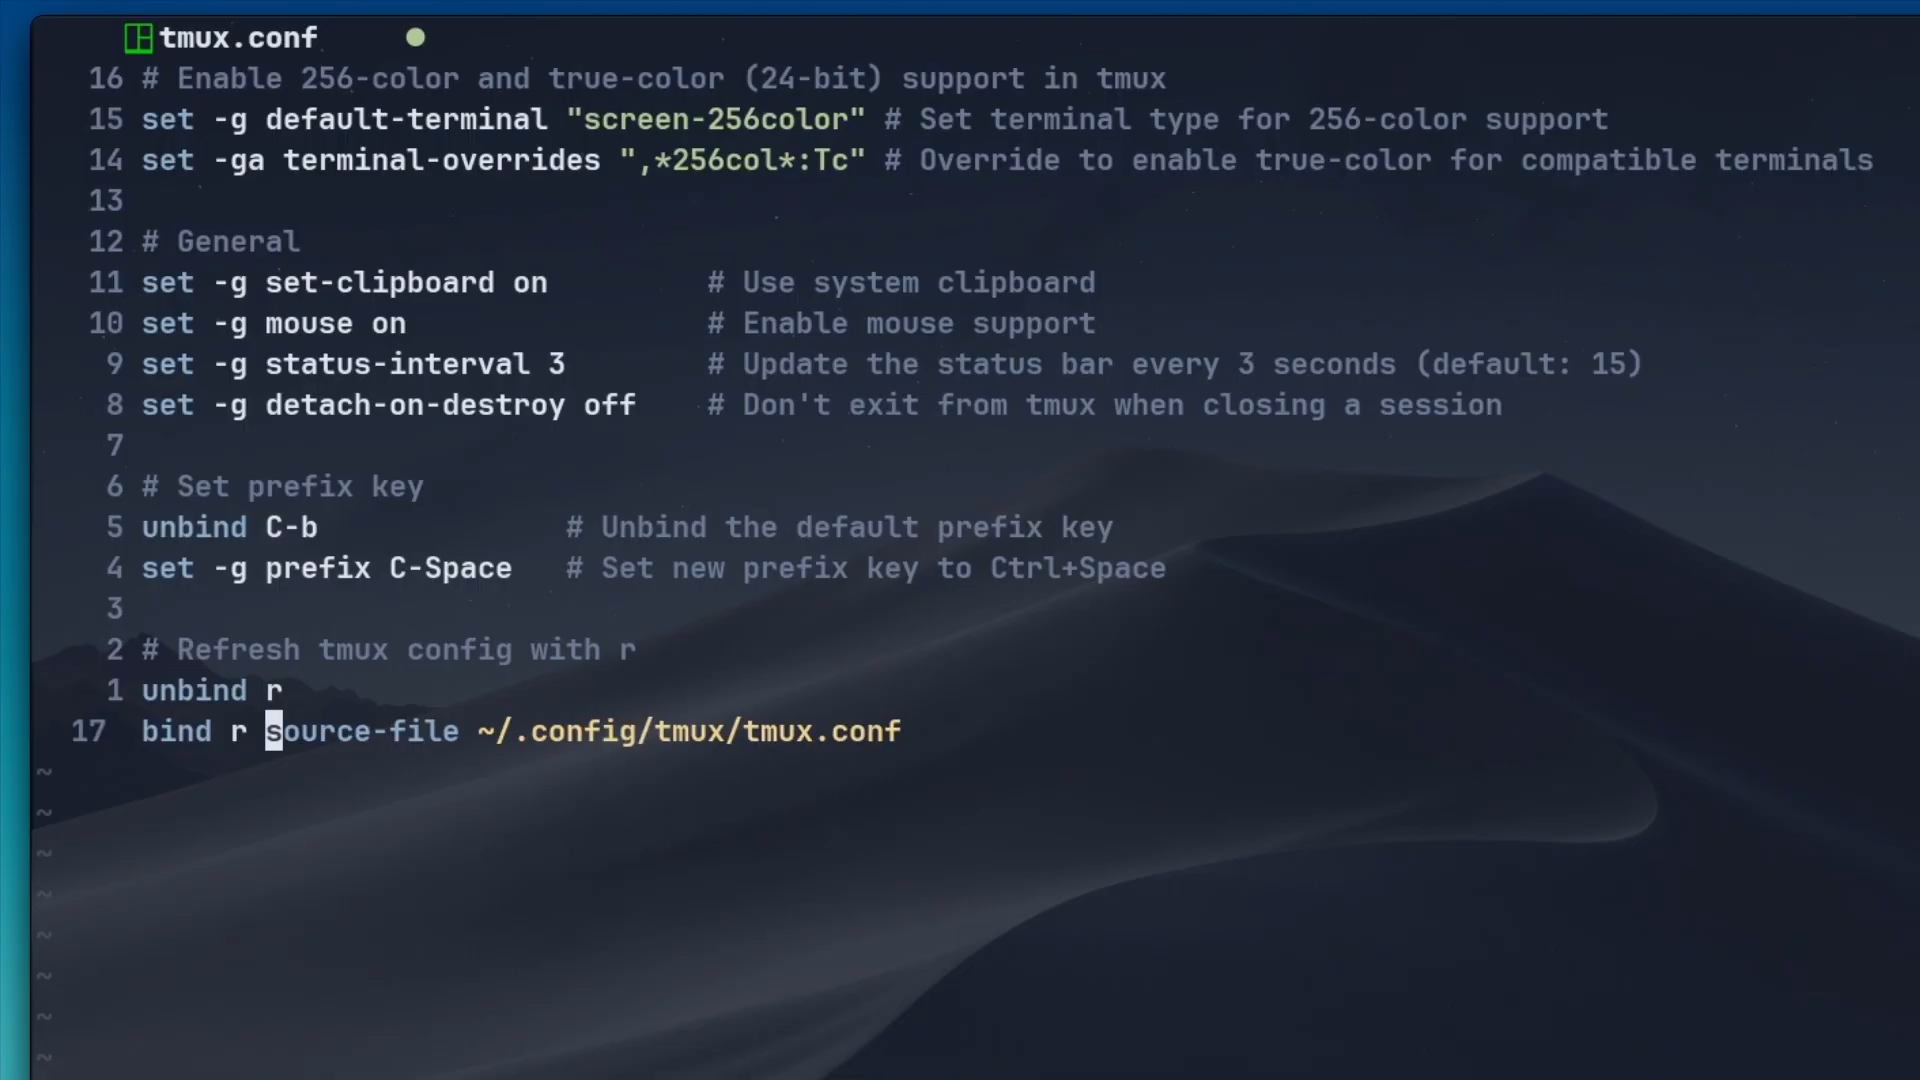 tmux.conf
16 # Enable 256-color and true-color (24-bit) support in tmux
15 set -g default-terminal "screen-256color" # Set terminal type for 256-color support
14 set -ga terminal-overrides ",*256col*:Tc" # Override to enable true-color for compatible terminals
13
12 # General
11 set -g set-clipboard on # Use system clipboard
10 set -g mouse on # Enable mouse support
9 set -g status-interval 3 # Update the status bar every 3 seconds (default: 15)
8 set -g detach-on-destroy off # Don't exit from tmux when closing a session
7
6 # Set prefix key
5 unbind C-b # Unbind the default prefix key
4 set -g prefix C-Space # Set new prefix key to Ctrl+Space
3
2 # Refresh tmux config with r
1 unbind r
17 bind r source-file ~/.config/tmux/tmux.conf
~
~
~
~
~
~
~
~